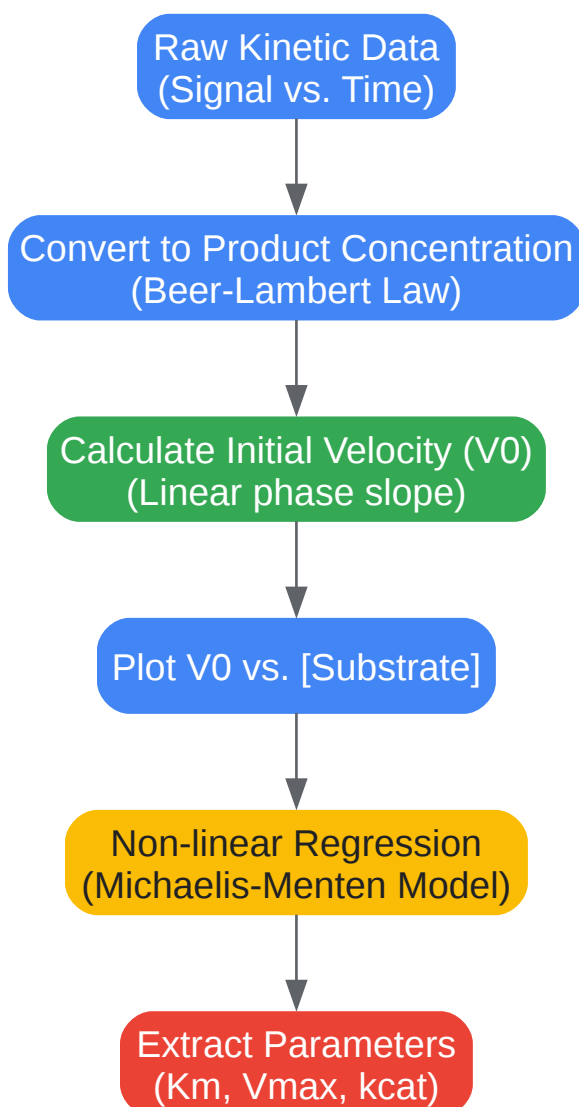 Raw Kinetic Data
(Signal vs. Time)
Convert to Product Concentration
(Beer-Lambert Law)
Calculate Initial Velocity (V0)
(Linear phase slope)
Plot V0 vs. [Substrate]
Non-linear Regression
(Michaelis-Menten Model)
Extract Parameters
(Km, Vmax, kcat)